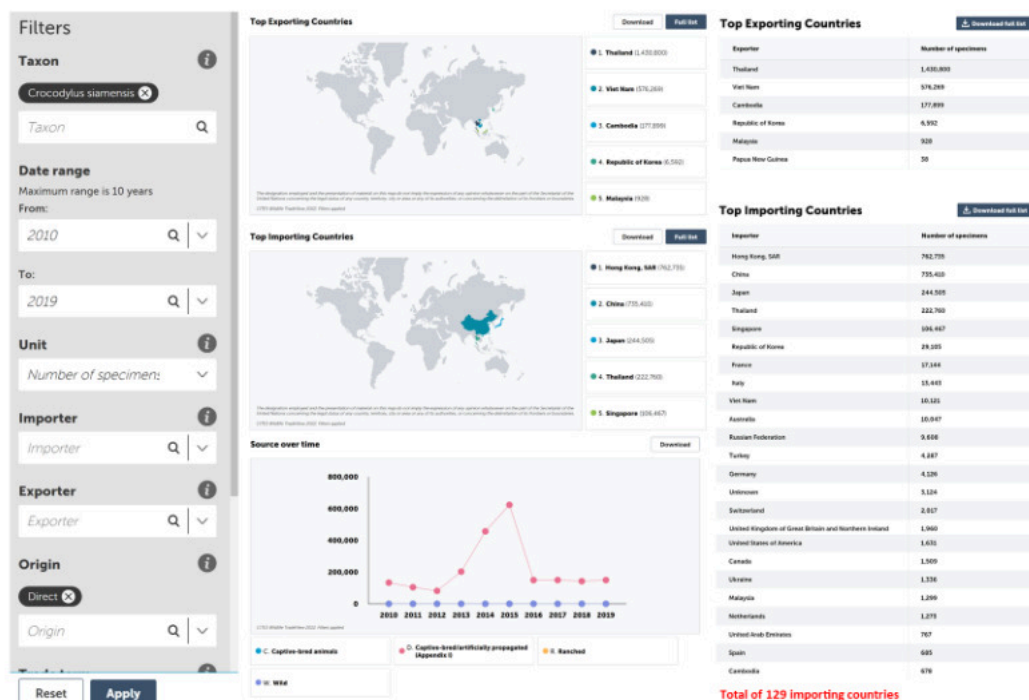 Filters
Taxon
Crocodylus siamensis
Taxon
Date range
Maximum range is 10 years
From:
2010
To:
2019
Unit
Number of specimens
Importer
Importer
Exporter
Exporter
Origin
Direct
Origin
Reset
Apply
Top Exporting Countries
Download
Full list
1. Thailand (1,430,800)
2. Viet Nam (576,269)
3. Cambodia (177,899)
4. Republic of Korea (6,592)
5. Malaysia (928)
Top Importing Countries
Download
Full list
1. Hong Kong, SAR (762,735)
2. China (735,410)
3. Japan (244,505)
4. Thailand (222,760)
5. Singapore (106,467)
Source over time
Download
800,000
600,000
400,000
200,000
0
2010 2011 2012 2013 2014 2015 2016 2017 2018 2019
C. Captive-bred animals
D. Captive-bred/artificially propagated
(Appendix I)
R. Ranched
W. Wild
Top Exporting Countries
Download full list
Exporter Number of specimens
Thailand 1,430,800
Viet Nam 576,269
Cambodia 177,899
Republic of Korea 6,592
Malaysia 928
Papua New Guinea 38
Top Importing Countries
Download full list
Importer Number of specimens
Hong Kong, SAR 762,735
China 735,410
Japan 244,505
Thailand 222,760
Singapore 106,467
Republic of Korea 29,105
France 17,144
Italy 13,443
Viet Nam 10,121
Australia 10,047
Russian Federation 9,608
Turkey 4,287
Germany 4,126
Unknown 3,124
Switzerland 2,017
United Kingdom of Great Britain and Northern Ireland 1,960
United States of America 1,631
Canada 1,509
Ukraine 1,336
Malaysia 1,299
Netherlands 1,275
United Arab Emirates 767
Spain 685
Cambodia 678
Total of 129 importing countries